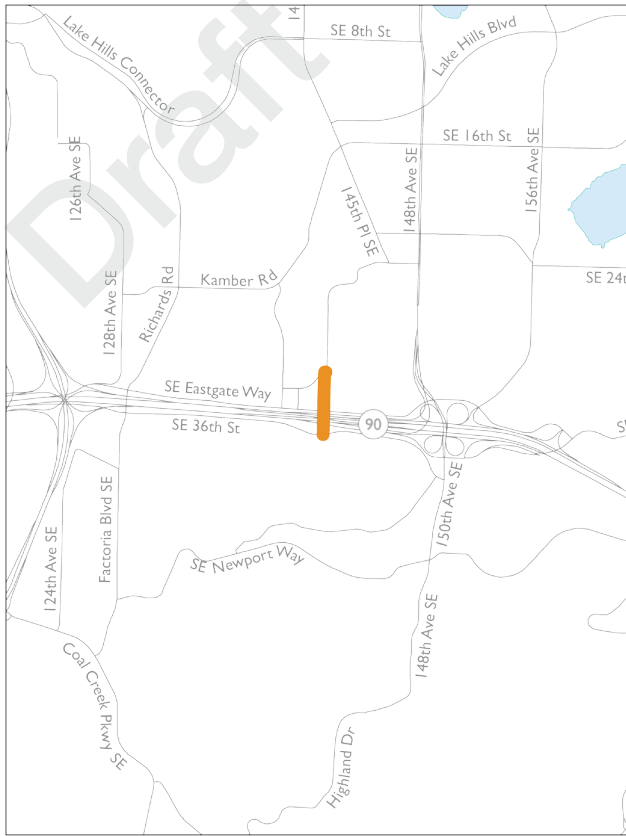 14
SE 8th St
Lake Hills Blvd
Lake Hills Connector
Draft
SE 16th St
126th Ave SE
148th Ave SE
156th Ave SE
145th Pl SE
Kamber Rd
SE 24t
128th Ave SE
Richards Rd
SE Eastgate Way
SE 36th St
90
S
150th Ave SE
Factoria Blvd SE
124th Ave SE
SE Newport Way
148th Ave SE
Coal Creek Pkwy SE
Highland Dr